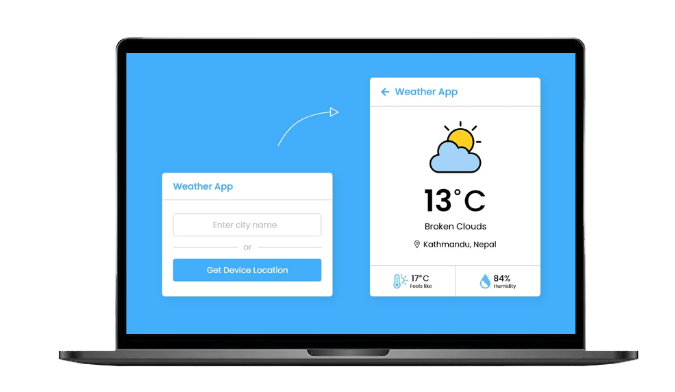 Weather App
Enter city name
or
Get Device Location
Weather App
13°C
Broken Clouds
Kathmandu, Nepal
17°C
Feels like
84%
Humidity